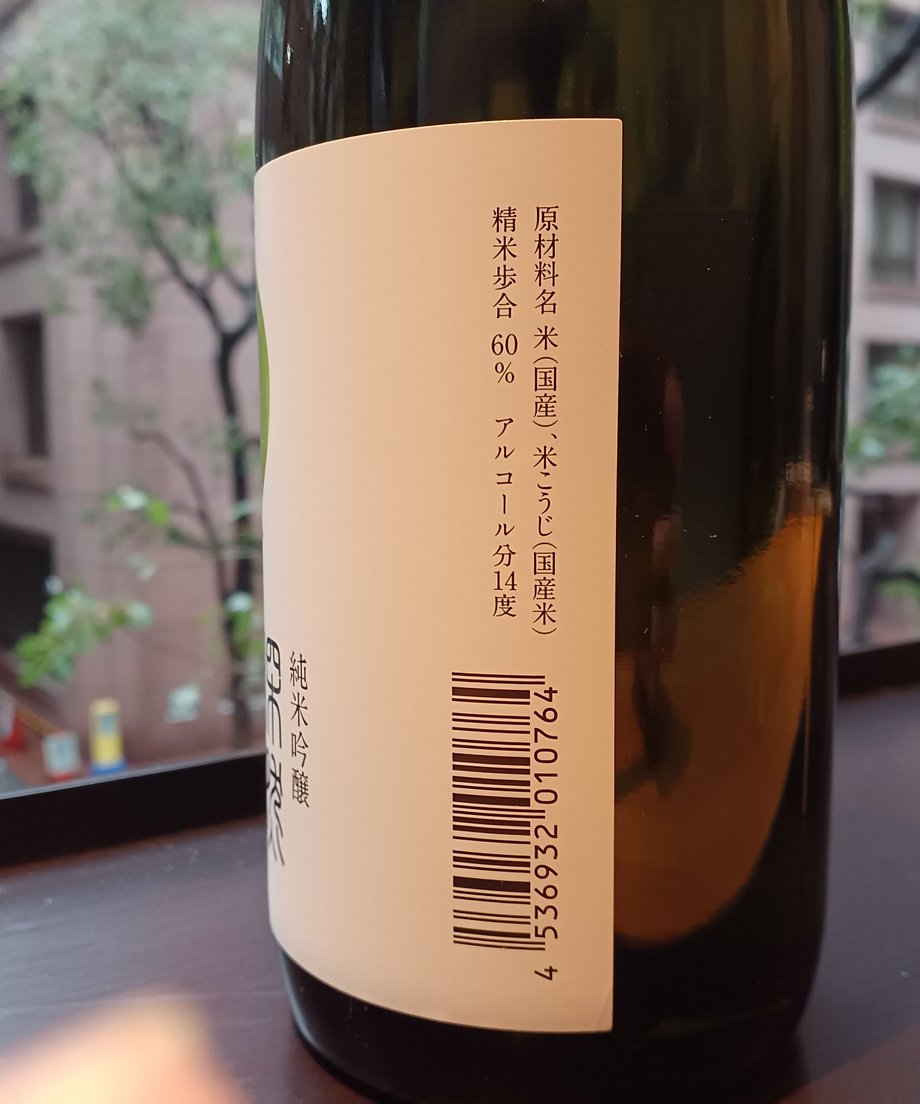 原材料名 米(国産)、米こうじ(国産米)
精米歩合 60% アルコール分14度
4 536932 010764
純米吟醸